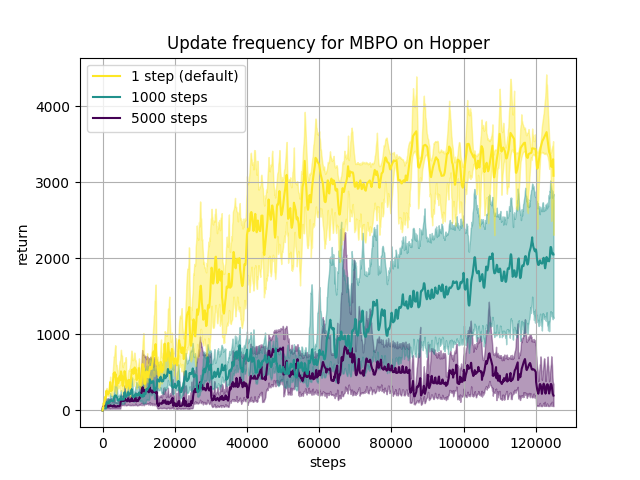 Update frequency for MBPO on Hopper
1 step (default)
1000 steps
5000 steps
4000
3000
2000
1000
0
return
0 20000 40000 60000 80000 100000 120000
steps